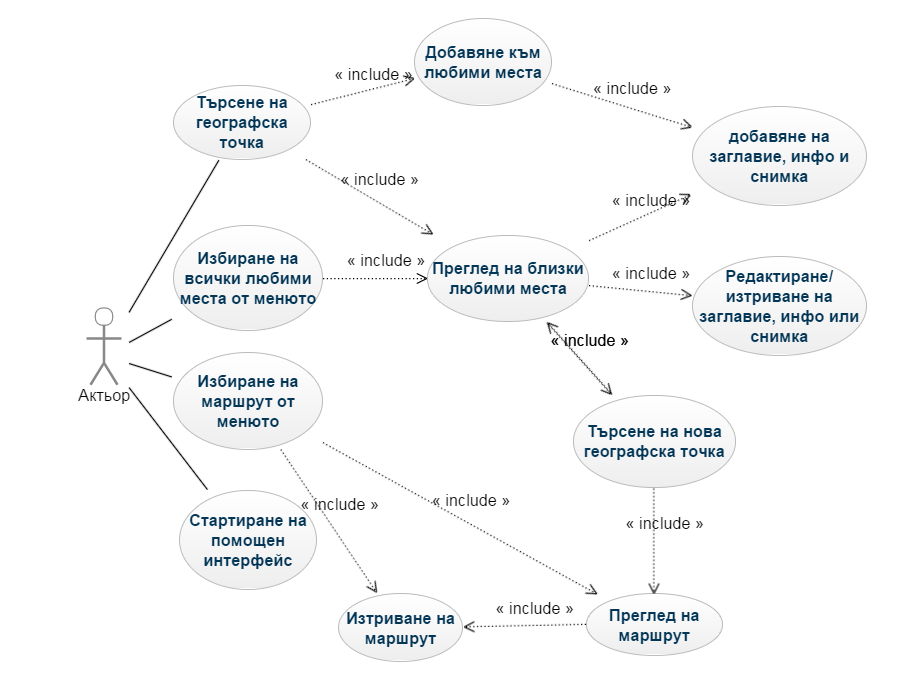 Добавяне към
любими места
« include »
« include »
Търсене на
географска
точка
добавяне на
заглавие, инфо и
снимка
« include »
« include »
Избиране на
всички любими
места от менюто
« include »
Преглед на близки
любими места
« include »
Редактиране/
изтриване на
заглавие, инфо или
снимка
« include »
Актьор
Избиране на
маршрут от
менюто
Търсене на нова
географска точка
« include »
« include »
« include »
Стартиране на
помощен
интерфейс
« include »
Изтриване на
маршрут
Преглед на
маршрут